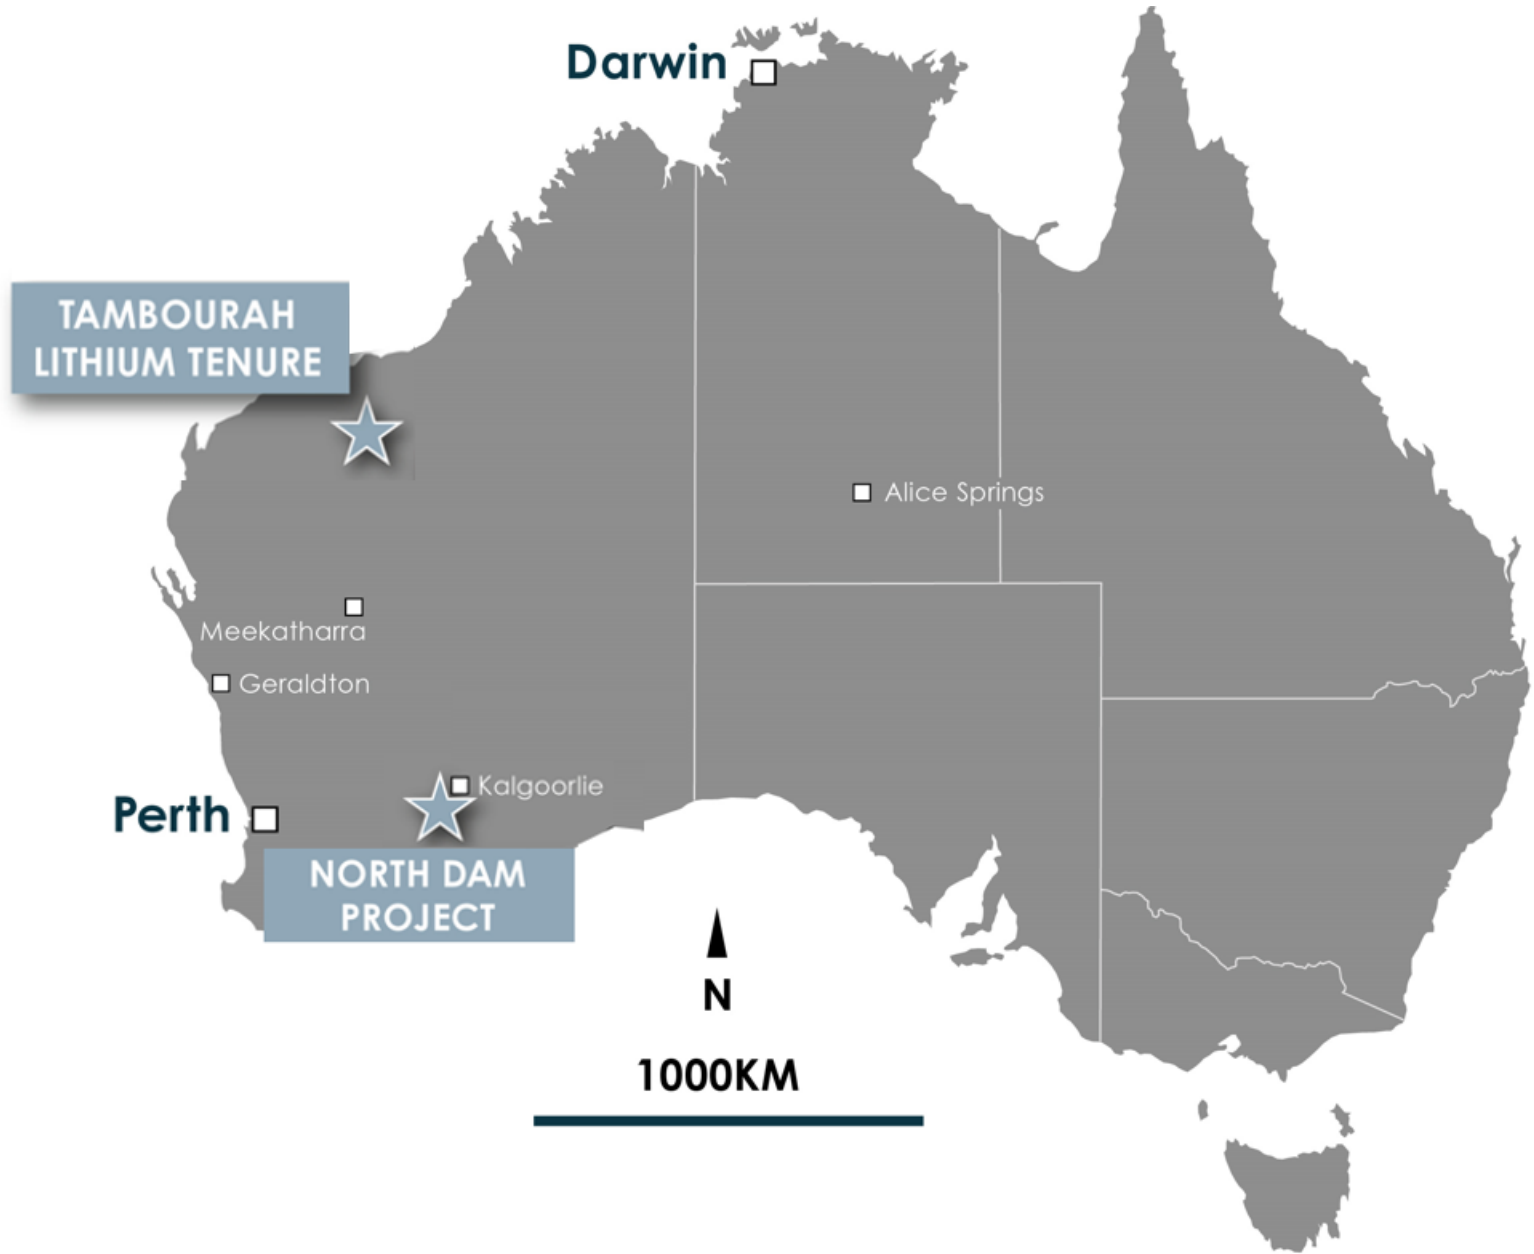 Darwin
TAMBOURAH
LITHIUM TENURE
Alice Springs
Meekatharra
Geraldton
Kalgoorlie
Perth
NORTH DAM
PROJECT
N
1000KM